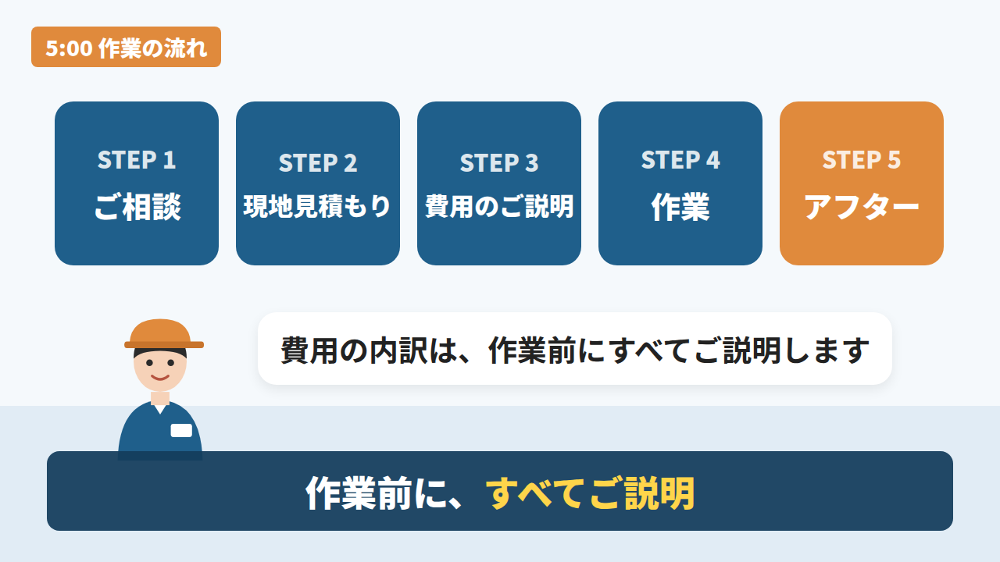 5:00 作業の流れ
STEP 1
ご相談
STEP 2
現地見積もり
STEP 3
費用のご説明
STEP 4
作業
STEP 5
アフター
費用の内訳は、作業前にすべてご説明します
作業前に、すべてご説明